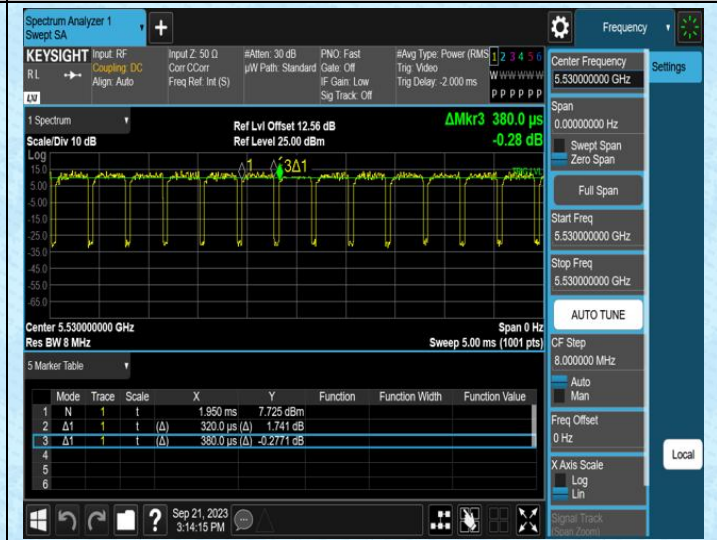 Spectrum Analyzer 1
Swept SA
+
Frequency
KEYSIGHT
Input: RF
Coupling: DC
Align: Auto
Input Z: 50 Ω
Corr CCorr
Freq Ref: Int (S)
#Atten: 30 dB
µW Path: Standard
PNO: Fast
Gate: Off
IF Gain: Low
Sig Track: Off
#Avg Type: Power (RMS)
Trig: Video
Trig Delay: -2.000 ms
1 2 3 4 5 6
W W W W W W
P P P P P P
RL
LXI
1 Spectrum
Scale/Div 10 dB
Ref Lvl Offset 12.56 dB
Ref Level 25.00 dBm
ΔMkr3 380.0 µs
-0.28 dB
Log
15.0
5.00
-5.00
-15.0
-25.0
-35.0
-45.0
-55.0
-65.0
1
3Δ1
TRIG LVL
Center 5.530000000 GHz
Res BW 8 MHz
Span 0 Hz
Sweep 5.00 ms (1001 pts)
5 Marker Table
Mode Trace Scale X Y Function Function Width Function Value
1 N 1 t 1.950 ms 7.725 dBm
2 Δ1 1 t (Δ) 320.0 µs (Δ) 1.741 dB
3 Δ1 1 t (Δ) 380.0 µs (Δ) -0.2771 dB
4
5
6
?
Sep 21, 2023
3:14:15 PM
Center Frequency
5.530000000 GHz
Span
0.00000000 Hz
Swept Span
Zero Span
Full Span
Start Freq
5.530000000 GHz
Stop Freq
5.530000000 GHz
AUTO TUNE
CF Step
8.000000 MHz
Auto
Man
Freq Offset
0 Hz
X Axis Scale
Log
Lin
Signal Track
(Span Zoom)
Settings
Local